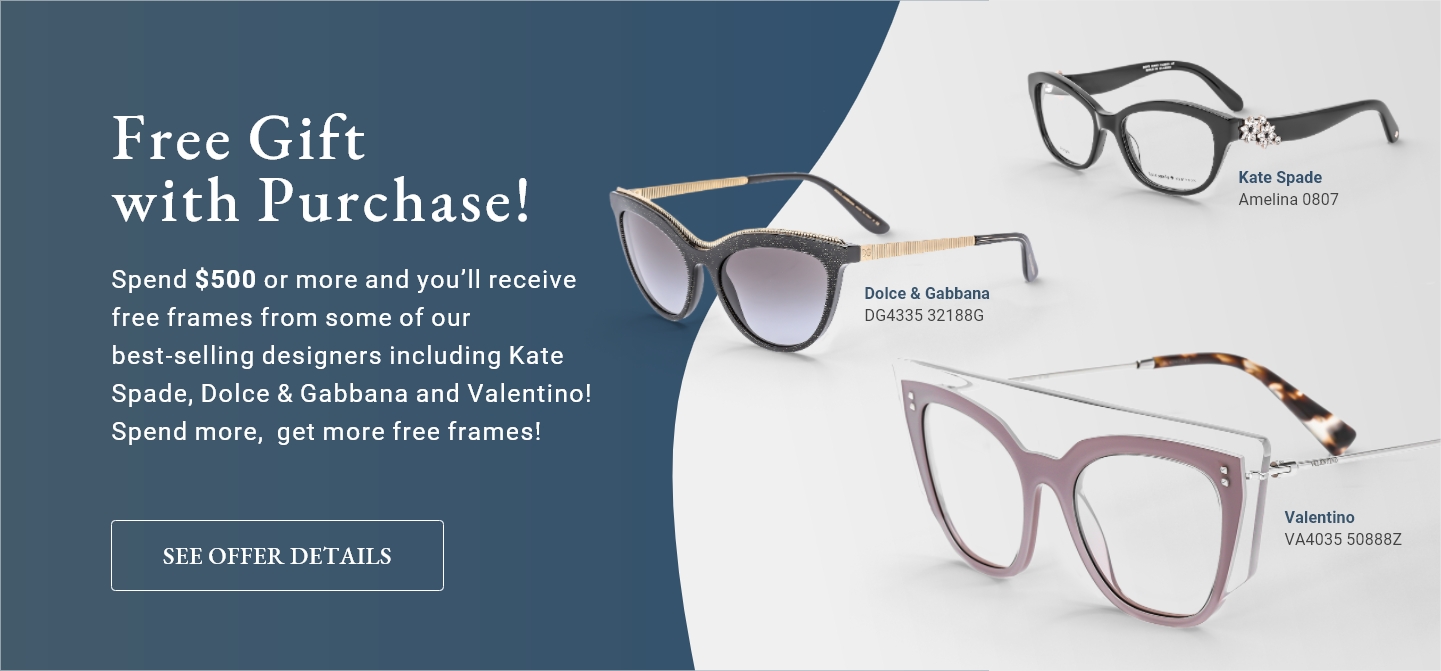 Free Gift
with Purchase!
Spend $500 or more and you’ll receive
free frames from some of our
best-selling designers including Kate
Spade, Dolce & Gabbana and Valentino!
Spend more,  get more free frames!
SEE OFFER DETAILS
Kate Spade
Amelina 0807
Dolce & Gabbana
DG4335 32188G
VALENTINO
Valentino
VA4035 50888Z